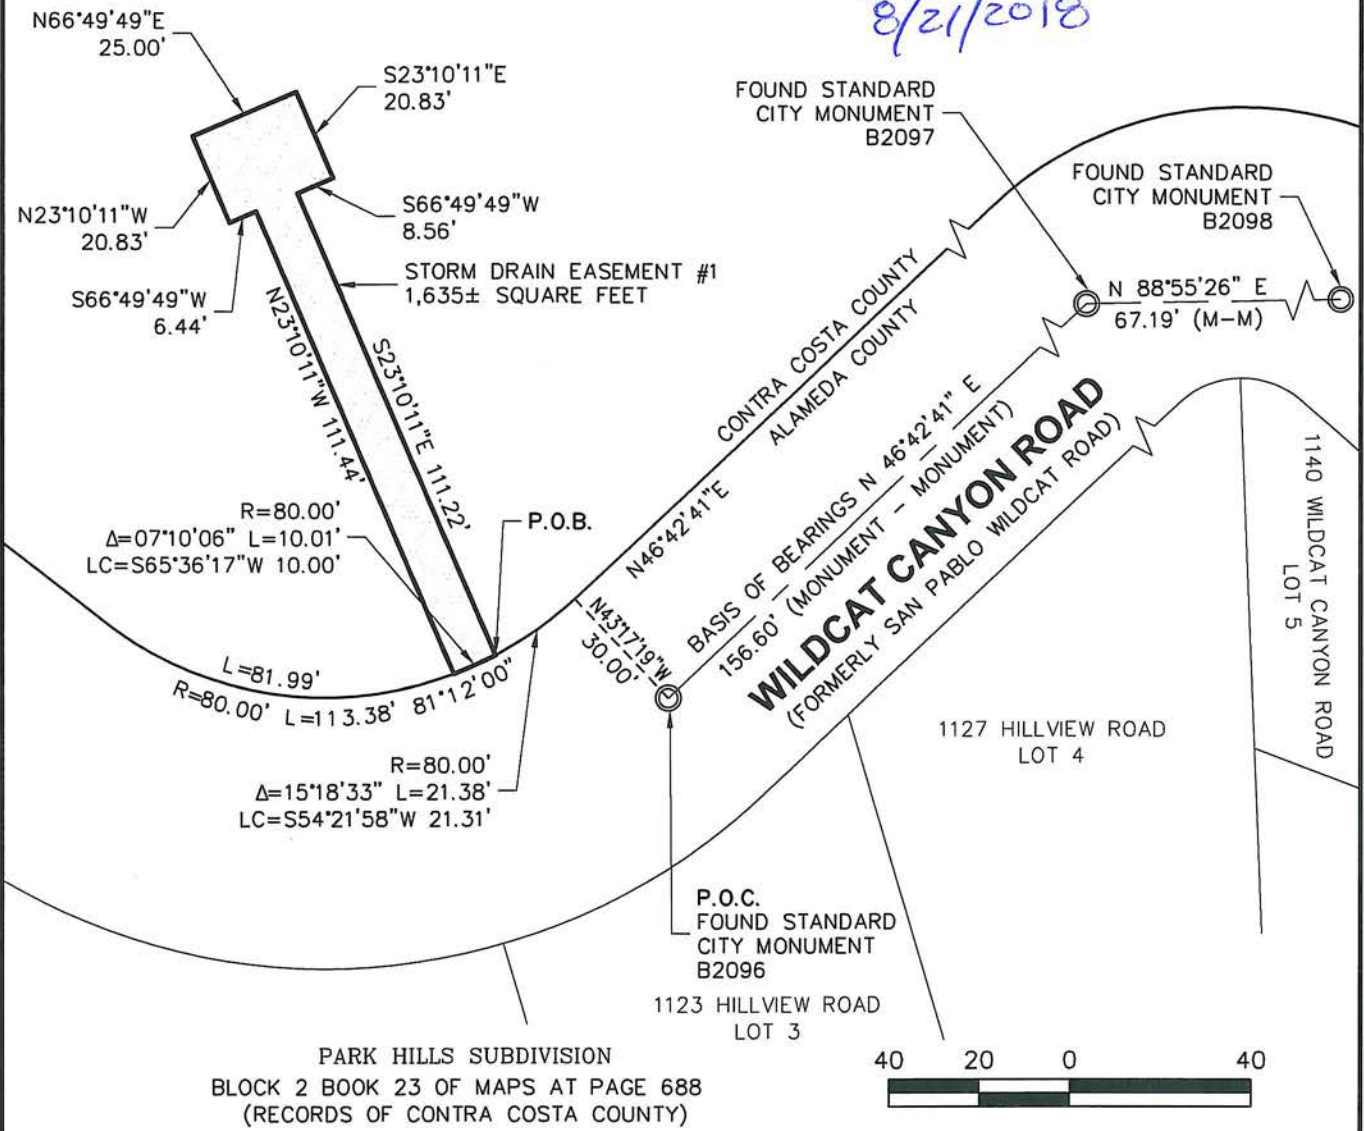 8/21/2018
N66°49'49"E
25.00'
S23°10'11"E
20.83'
FOUND STANDARD
CITY MONUMENT
B2097
FOUND STANDARD
CITY MONUMENT
B2098
N23°10'11"W
20.83'
S66°49'49"W
8.56'
S66°49'49"W
6.44'
STORM DRAIN EASEMENT #1
1,635± SQUARE FEET
N 88°55'26" E
67.19' (M-M)
CONTRA COSTA COUNTY
ALAMEDA COUNTY
N23°10'11"W 111.44'
S23°10'11"E 111.22'
BASIS OF BEARINGS N 46°42'41" E
156.60' (MONUMENT - MONUMENT)
WILDCAT CANYON ROAD
(FORMERLY SAN PABLO WILDCAT ROAD)
1140 WILDCAT CANYON ROAD
LOT 5
R=80.00'
Δ=07°10'06" L=10.01'
LC=S65°36'17"W 10.00'
P.O.B.
N46°42'41"E
N43°17'19"W
30.00'
L=81.99'
R=80.00' L=113.38' 81°12'00"
1127 HILLVIEW ROAD
LOT 4
R=80.00'
Δ=15°18'33" L=21.38'
LC=S54°21'58"W 21.31'
P.O.C.
FOUND STANDARD
CITY MONUMENT
B2096
1123 HILLVIEW ROAD
LOT 3
PARK HILLS SUBDIVISION
BLOCK 2 BOOK 23 OF MAPS AT PAGE 688
(RECORDS OF CONTRA COSTA COUNTY)
40 20 0 40